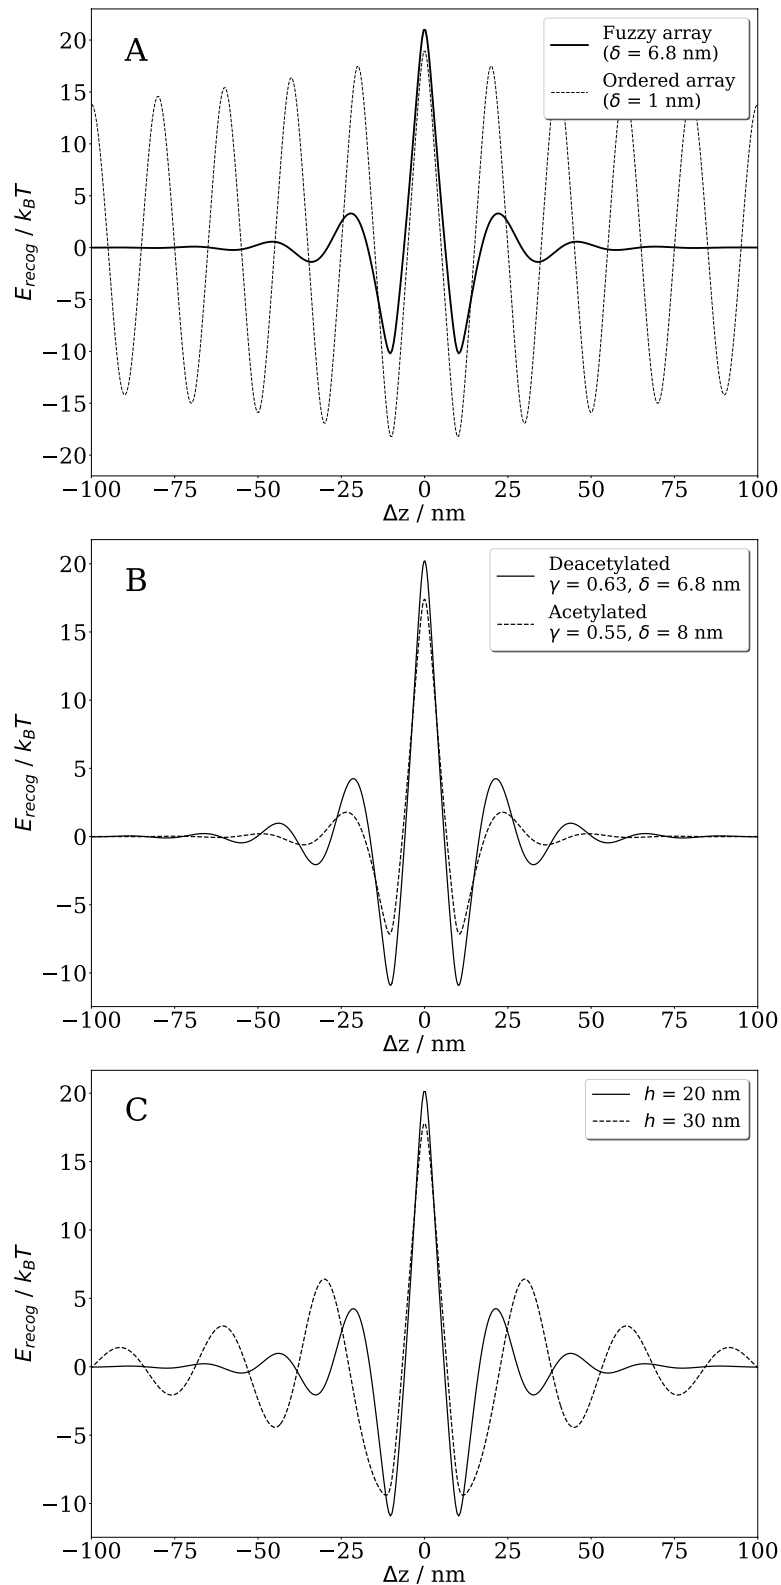 A
Fuzzy array
(δ = 6.8 nm)
Ordered array
(δ = 1 nm)
E_recog / k_BT
20
15
10
5
0
−5
−10
−15
−20
−100 −75 −50 −25 0 25 50 75 100
Δz / nm
B
Deacetylated
γ = 0.63, δ = 6.8 nm
Acetylated
γ = 0.55, δ = 8 nm
E_recog / k_BT
20
15
10
5
0
−5
−10
−100 −75 −50 −25 0 25 50 75 100
Δz / nm
C
h = 20 nm
h = 30 nm
E_recog / k_BT
20
15
10
5
0
−5
−10
−100 −75 −50 −25 0 25 50 75 100
Δz / nm